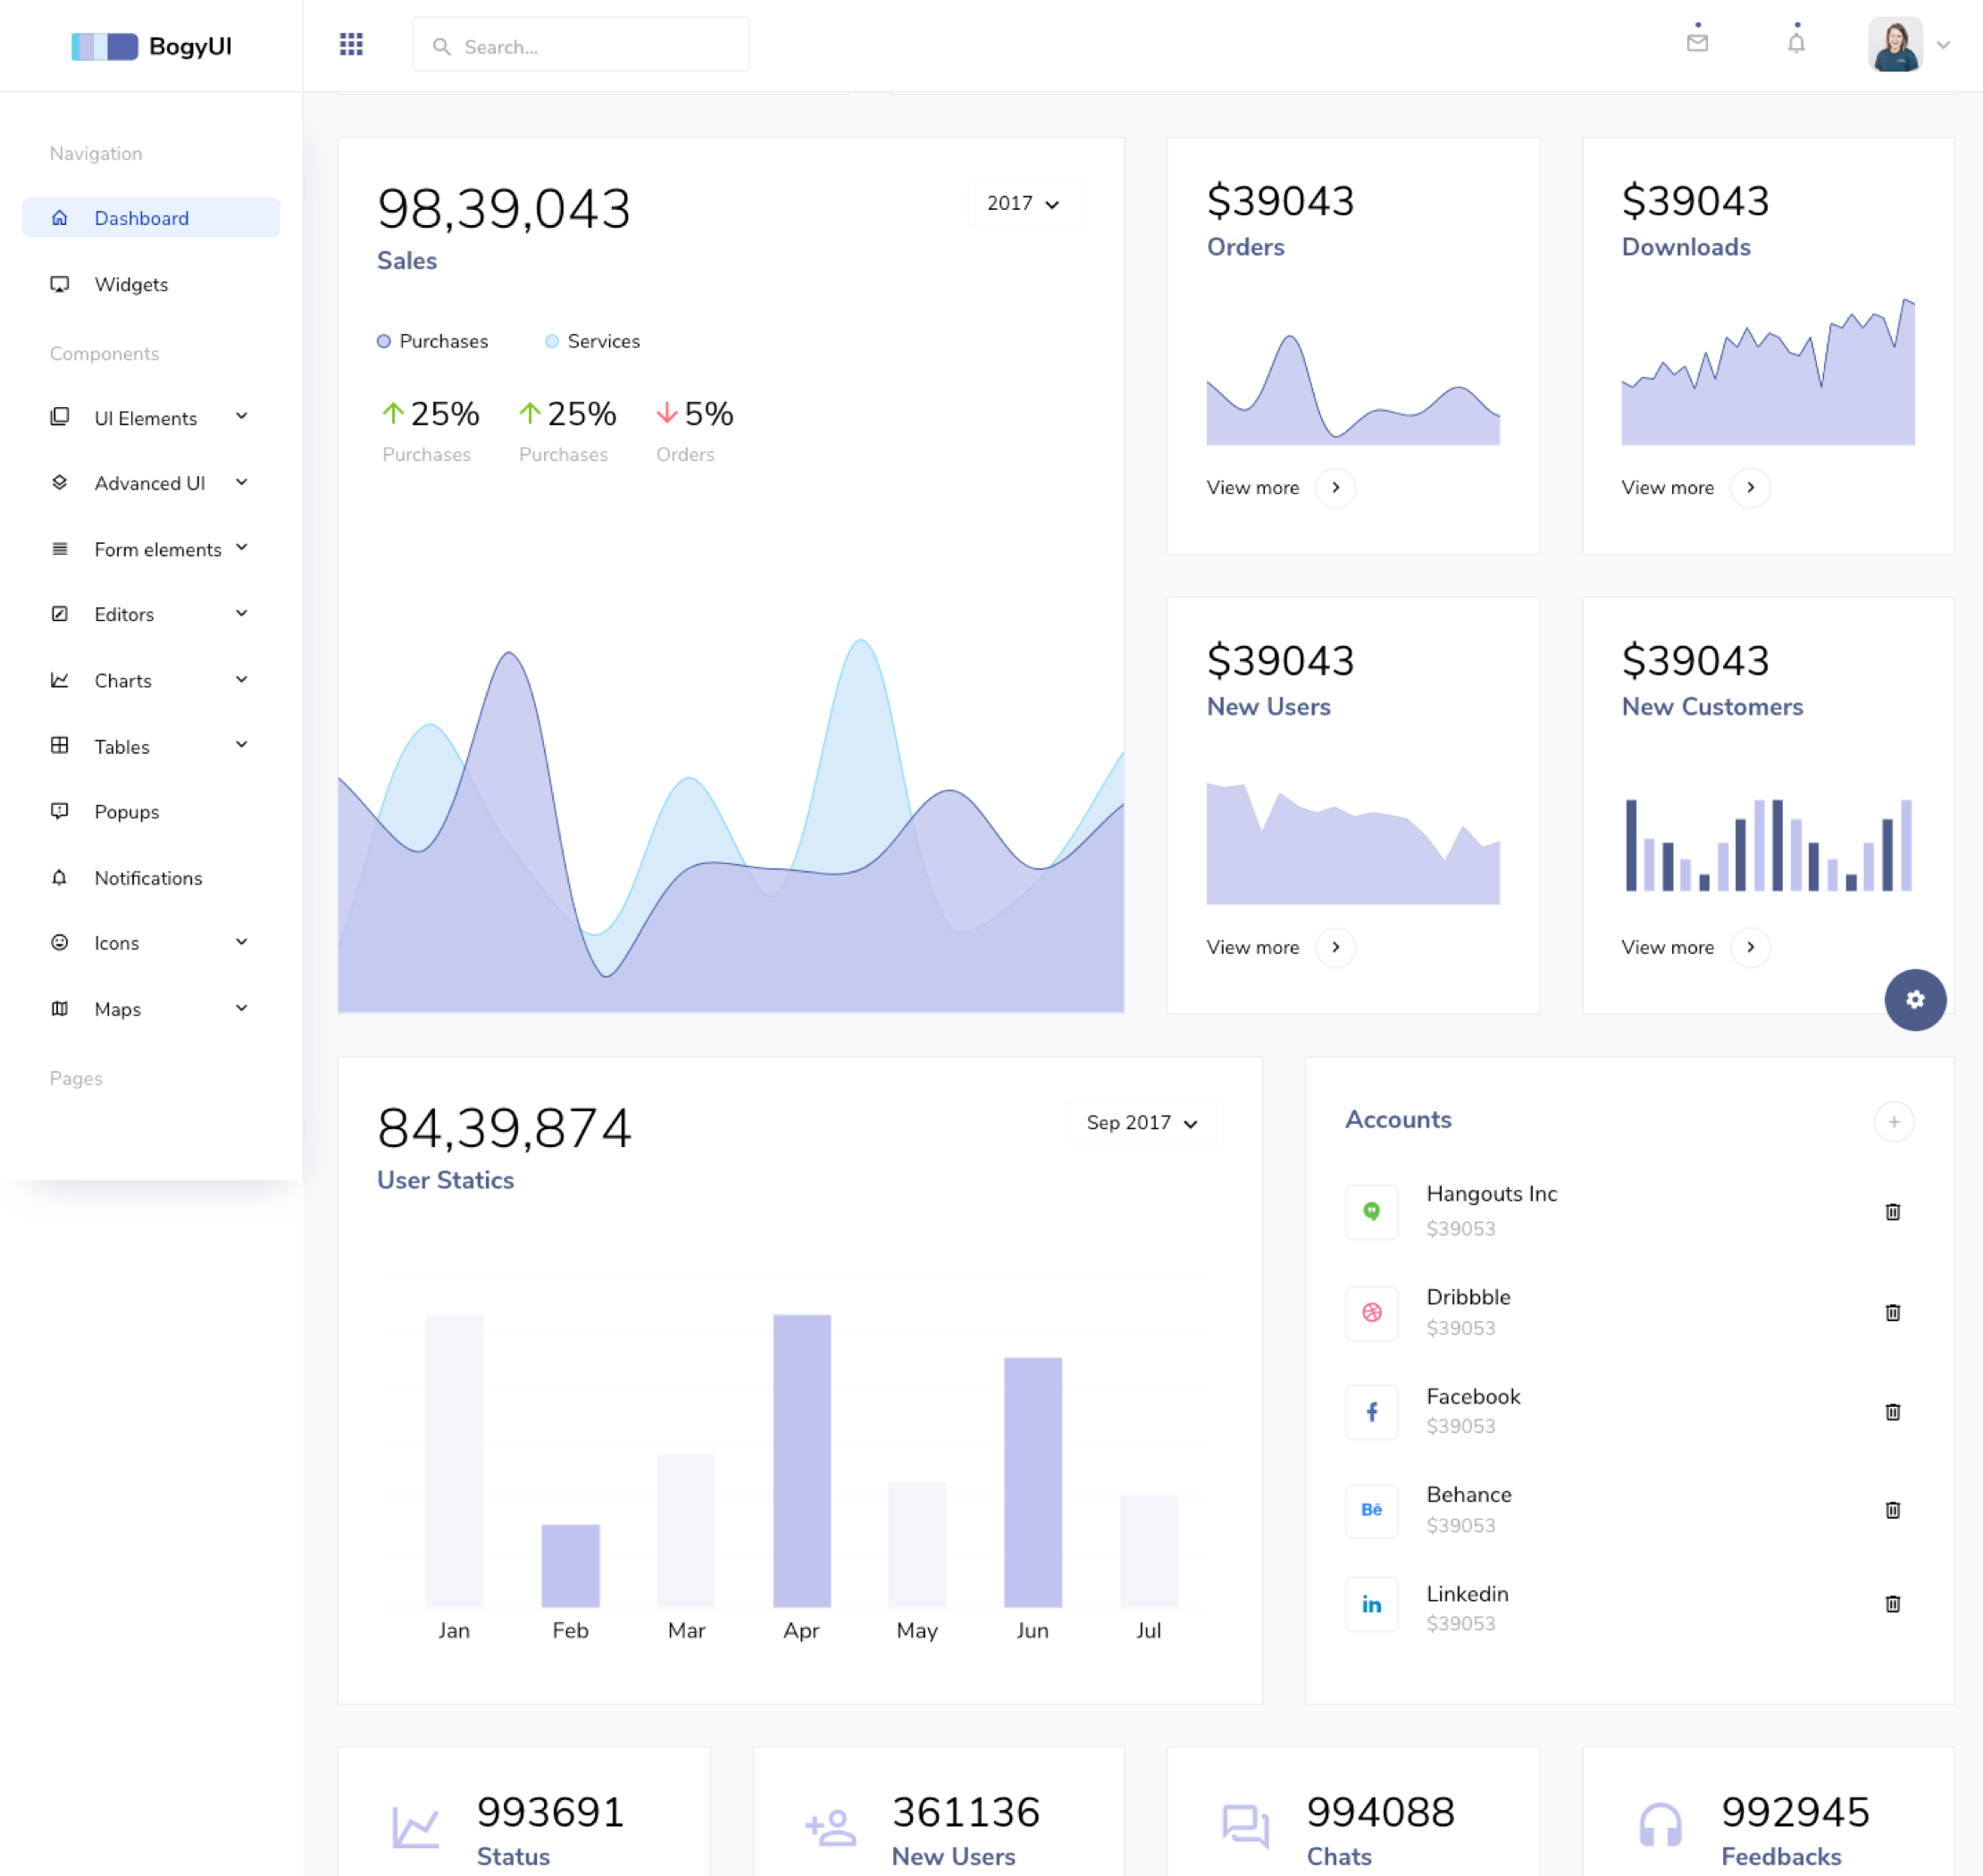 BogyUI
Search...
Navigation
Dashboard
Widgets
Components
UI Elements
Advanced UI
Form elements
Editors
Charts
Tables
Popups
Notifications
Icons
Maps
Pages
98,39,043
2017
Sales
Purchases Services
25% 25% 5%
Purchases Purchases Orders
$39043
Orders
View more
$39043
Downloads
View more
$39043
New Users
View more
$39043
New Customers
View more
84,39,874
Sep 2017
User Statics
Jan Feb Mar Apr May Jun Jul
Accounts
Hangouts Inc
$39053
Dribbble
$39053
Facebook
$39053
Bē
Behance
$39053
in
Linkedin
$39053
993691
Status
361136
New Users
994088
Chats
992945
Feedbacks